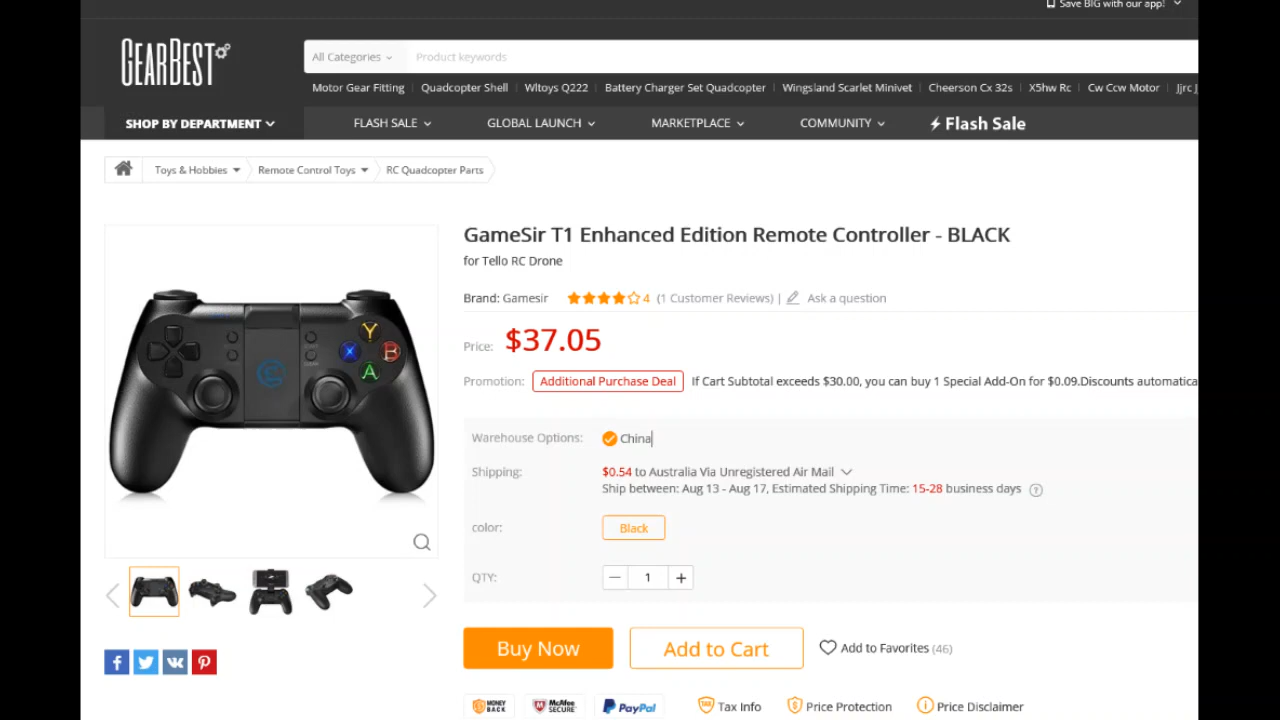 Save BIG with our app!
GEARBEST
All Categories Product keywords
Motor Gear Fitting Quadcopter Shell Wltoys Q222 Battery Charger Set Quadcopter Wingsland Scarlet Minivet Cheerson Cx 32s X5hw Rc Cw Ccw Motor Jjrc J
SHOP BY DEPARTMENT FLASH SALE GLOBAL LAUNCH MARKETPLACE COMMUNITY Flash Sale
Toys & Hobbies Remote Control Toys RC Quadcopter Parts
GameSir T1 Enhanced Edition Remote Controller - BLACK
for Tello RC Drone
Brand: Gamesir 4 (1 Customer Reviews) | Ask a question
Price: $37.05
Promotion: Additional Purchase Deal If Cart Subtotal exceeds $30.00, you can buy 1 Special Add-On for $0.09.Discounts automatica
Y
X B
A
Warehouse Options: China
Shipping: $0.54 to Australia Via Unregistered Air Mail
Ship between: Aug 13 - Aug 17, Estimated Shipping Time: 15-28 business days ?
color: Black
QTY: 1
Buy Now Add to Cart Add to Favorites (46)
MONEY BACK McAfee SECURE PayPal TAX Tax Info $ Price Protection Price Disclaimer